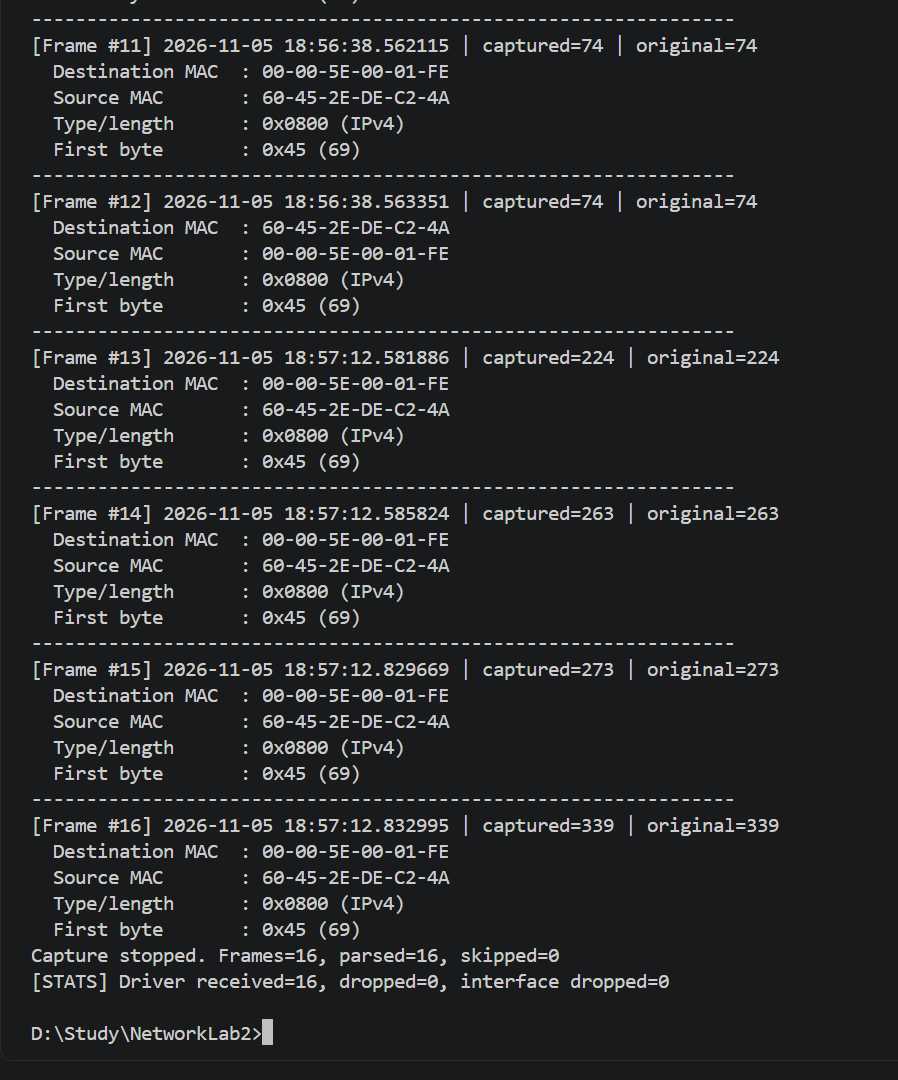 ---------------------------------------------------------------
[Frame #11] 2026-11-05 18:56:38.562115 | captured=74 | original=74
  Destination MAC  : 00-00-5E-00-01-FE
  Source MAC       : 60-45-2E-DE-C2-4A
  Type/length      : 0x0800 (IPv4)
  First byte       : 0x45 (69)
---------------------------------------------------------------
[Frame #12] 2026-11-05 18:56:38.563351 | captured=74 | original=74
  Destination MAC  : 60-45-2E-DE-C2-4A
  Source MAC       : 00-00-5E-00-01-FE
  Type/length      : 0x0800 (IPv4)
  First byte       : 0x45 (69)
---------------------------------------------------------------
[Frame #13] 2026-11-05 18:57:12.581886 | captured=224 | original=224
  Destination MAC  : 00-00-5E-00-01-FE
  Source MAC       : 60-45-2E-DE-C2-4A
  Type/length      : 0x0800 (IPv4)
  First byte       : 0x45 (69)
---------------------------------------------------------------
[Frame #14] 2026-11-05 18:57:12.585824 | captured=263 | original=263
  Destination MAC  : 00-00-5E-00-01-FE
  Source MAC       : 60-45-2E-DE-C2-4A
  Type/length      : 0x0800 (IPv4)
  First byte       : 0x45 (69)
---------------------------------------------------------------
[Frame #15] 2026-11-05 18:57:12.829669 | captured=273 | original=273
  Destination MAC  : 00-00-5E-00-01-FE
  Source MAC       : 60-45-2E-DE-C2-4A
  Type/length      : 0x0800 (IPv4)
  First byte       : 0x45 (69)
---------------------------------------------------------------
[Frame #16] 2026-11-05 18:57:12.832995 | captured=339 | original=339
  Destination MAC  : 00-00-5E-00-01-FE
  Source MAC       : 60-45-2E-DE-C2-4A
  Type/length      : 0x0800 (IPv4)
  First byte       : 0x45 (69)
Capture stopped. Frames=16, parsed=16, skipped=0
[STATS] Driver received=16, dropped=0, interface dropped=0

D:\Study\NetworkLab2>